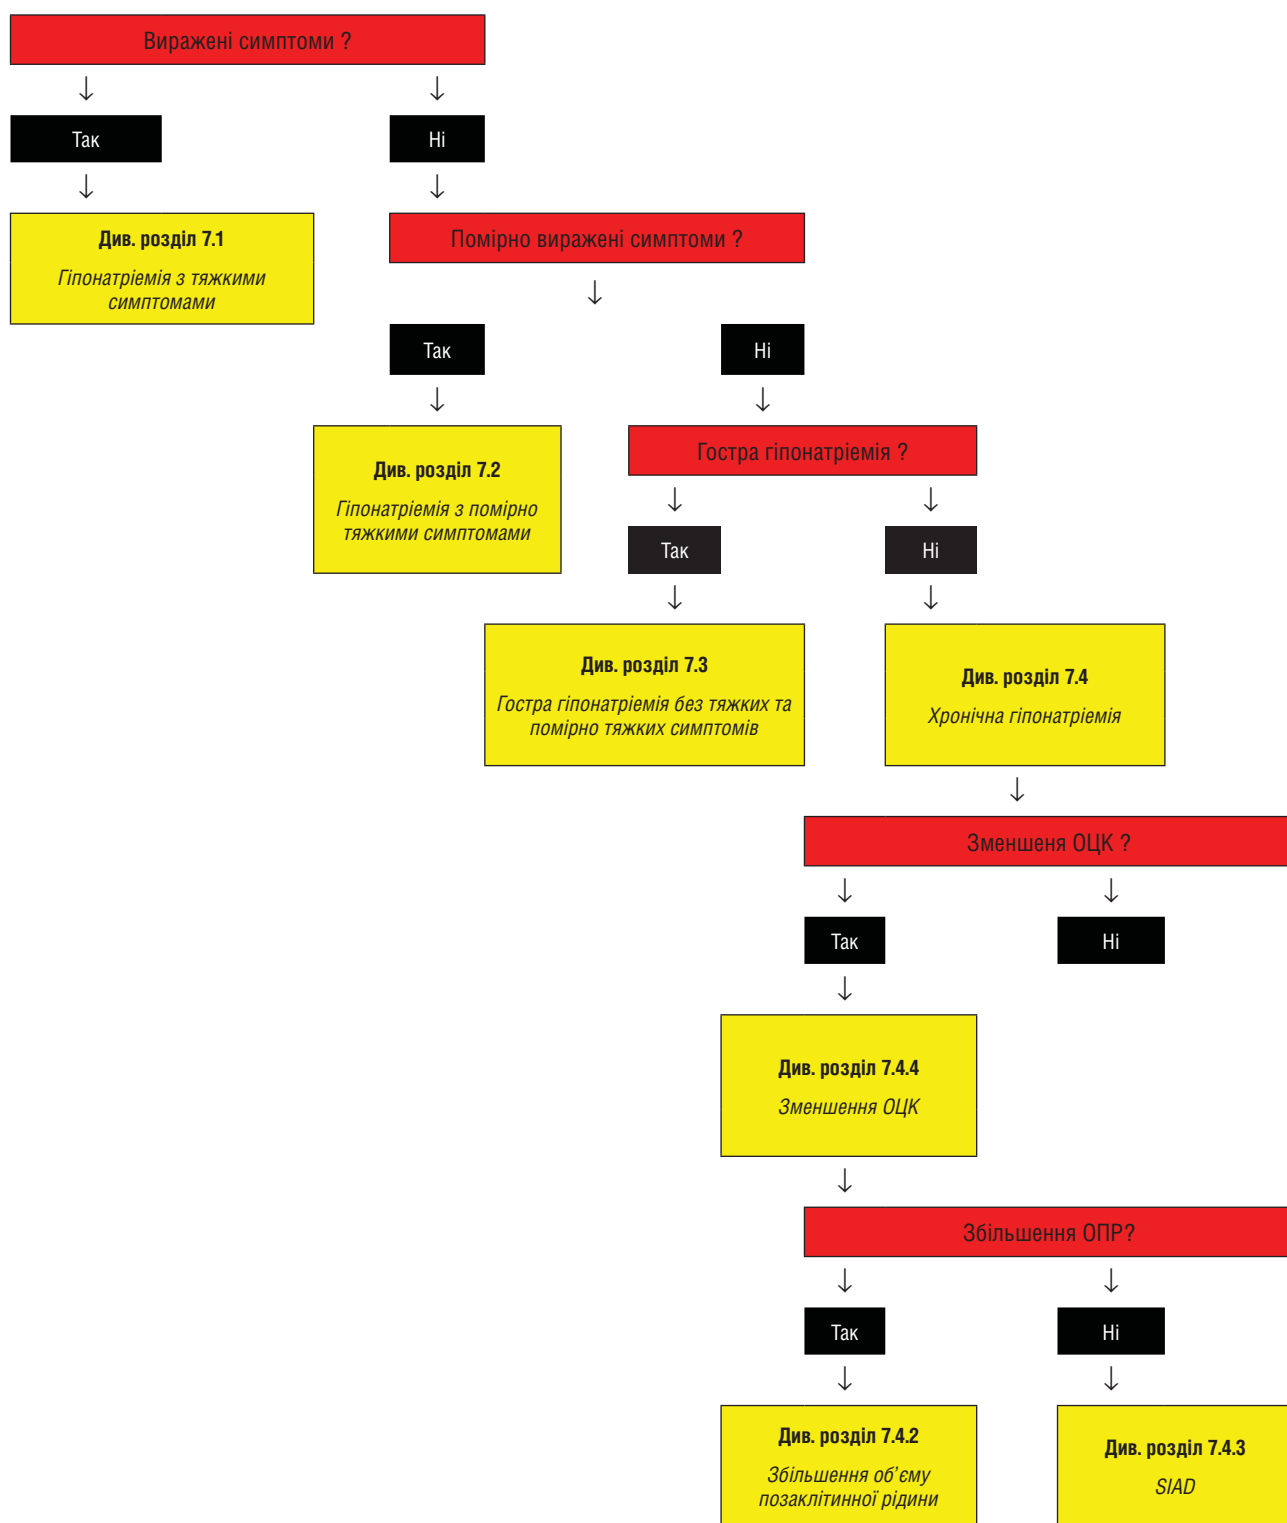 Виражені симптоми ?
↓ ↓
Так Ні
↓ ↓
Див. розділ 7.1
Гіпонатріемія з тяжкими
симптомами
Помірно виражені симптоми ?
↓
Так Ні
↓ ↓
Див. розділ 7.2
Гіпонатріемія з помірно
тяжкими симптомами
Гостра гіпонатріемія ?
↓ ↓
Так Ні
↓ ↓
Див. розділ 7.3
Гостра гіпонатріемія без тяжких та
помірно тяжких симптомів
Див. розділ 7.4
Хронічна гіпонатріемія
↓
Зменшеня ОЦК ?
↓ ↓
Так Ні
↓
Див. розділ 7.4.4
Зменшення ОЦК
↓
Збільшення ОПР?
↓ ↓
Так Ні
↓ ↓
Див. розділ 7.4.2
Збільшення об’єму
позаклітинної рідини
Див. розділ 7.4.3
SIAD